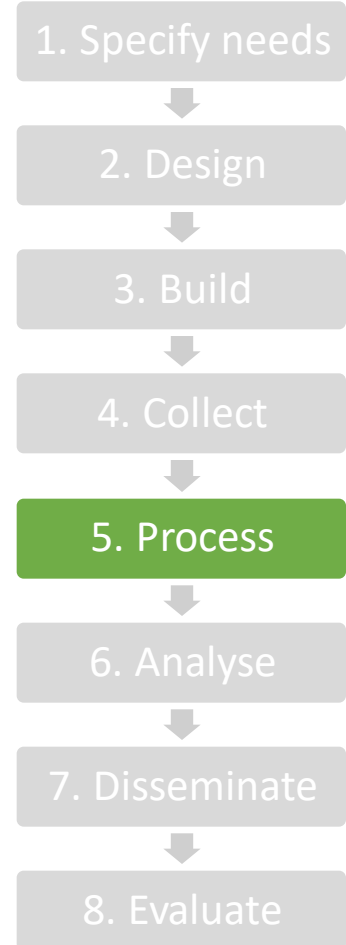 1. Specify needs
2. Design
3. Build
4. Collect
5. Process
6. Analyse
7. Disseminate
8. Evaluate